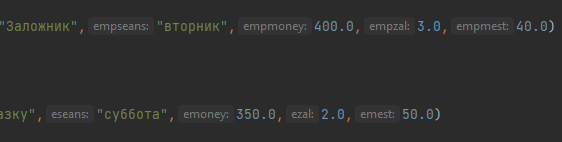 "Заложник", empseans: "вторник", empmoney: 400.0, empzal: 3.0, empmest: 40.0)
азку", eseans: "суббота", emoney: 350.0, ezal: 2.0, emest: 50.0)